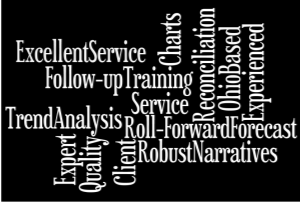 ExcellentService
Charts
Reconciliation
OhioBased
Experienced
Follow-upTraining
Service
TrendAnalysis
Roll-ForwardForecast
Expert
Quality
Client
RobustNarratives